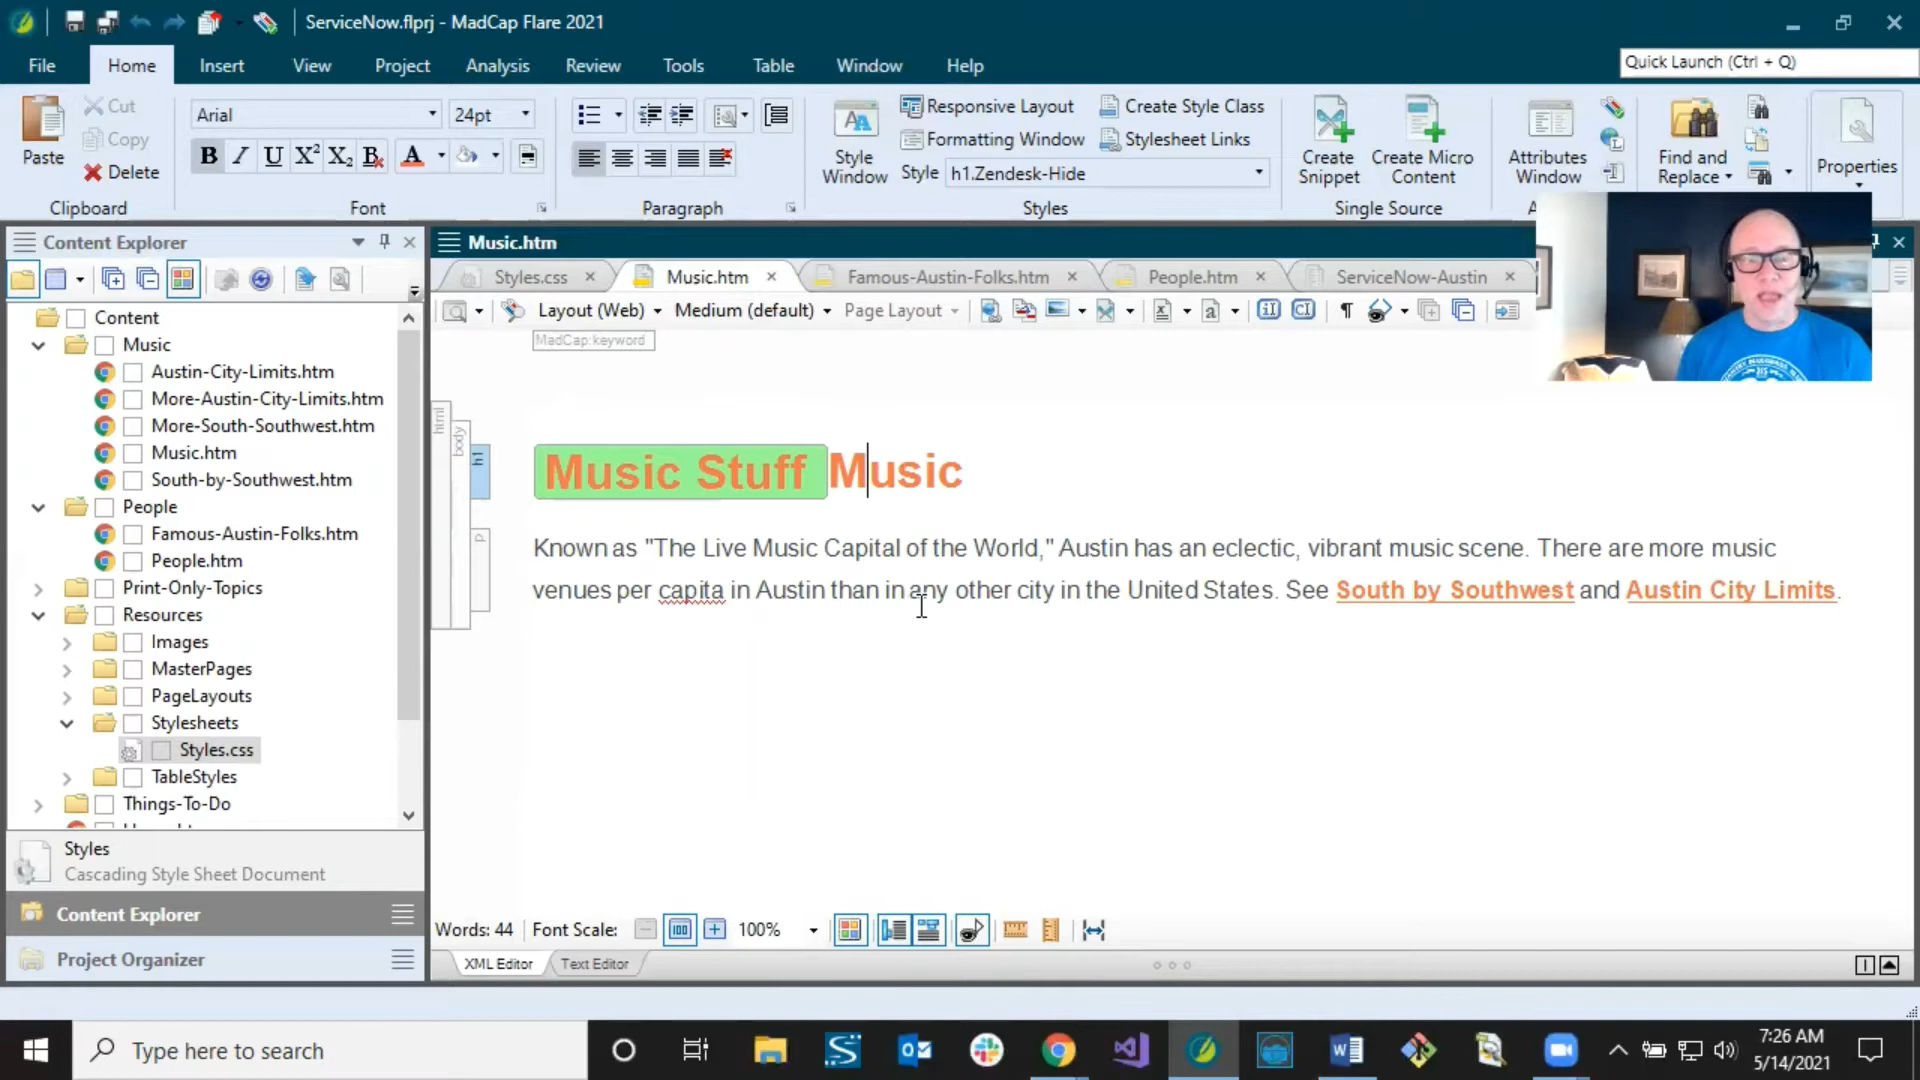 ServiceNow.flprj - MadCap Flare 2021
File
Home
Insert
View
Project
Analysis
Review
Tools
Table
Window
Help
Quick Launch (Ctrl + Q)
Paste
Cut
Copy
Delete
Clipboard
Arial
24pt
B I U X² X₂ B
A
Font
Paragraph
Style Window
Responsive Layout
Create Style Class
Formatting Window
Stylesheet Links
Style
h1.Zendesk-Hide
Styles
Create Snippet
Create Micro Content
Single Source
Attributes Window
Find and Replace
Properties
Content Explorer
Music.htm
Styles.css
Music.htm
Famous-Austin-Folks.htm
People.htm
ServiceNow-Austin
Layout (Web)
Medium (default)
Page Layout
MadCap:keyword
html
body
h1
p
Music Stuff Music
Known as "The Live Music Capital of the World," Austin has an eclectic, vibrant music scene. There are more music
venues per capita in Austin than in any other city in the United States. See South by Southwest and Austin City Limits.
Content
Music
Austin-City-Limits.htm
More-Austin-City-Limits.htm
More-South-Southwest.htm
Music.htm
South-by-Southwest.htm
People
Famous-Austin-Folks.htm
People.htm
Print-Only-Topics
Resources
Images
MasterPages
PageLayouts
Stylesheets
Styles.css
TableStyles
Things-To-Do
Styles
Cascading Style Sheet Document
Content Explorer
Project Organizer
Words: 44
Font Scale:
100
100%
XML Editor
Text Editor
Type here to search
7:26 AM
5/14/2021